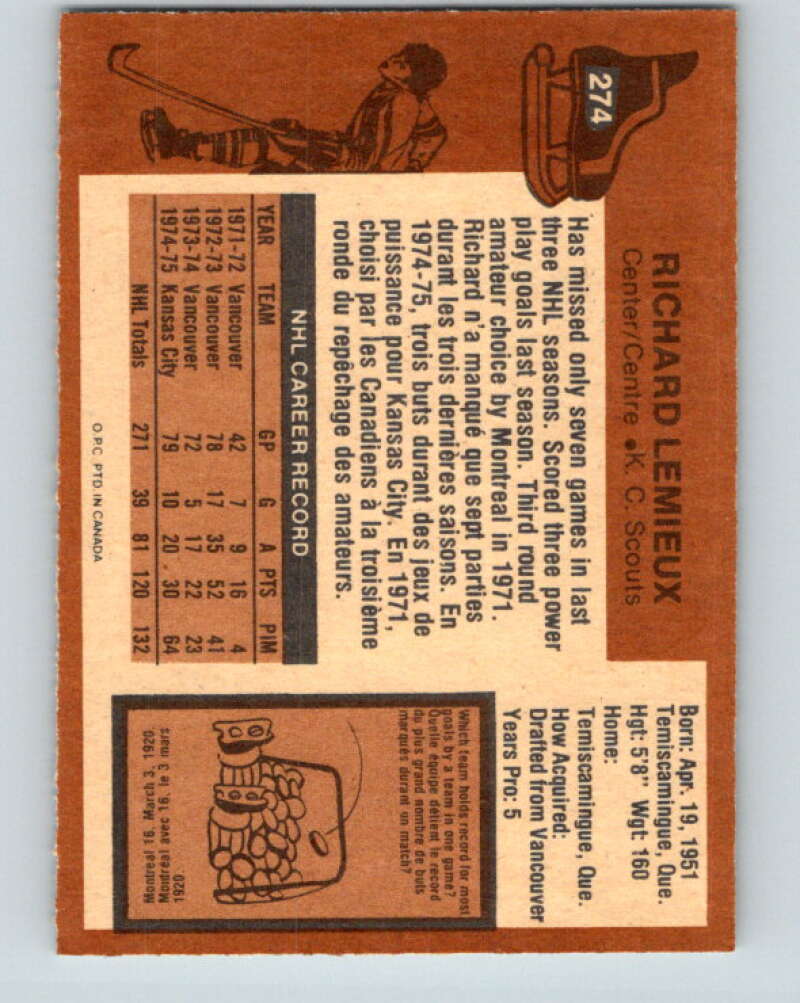 274
RICHARD LEMIEUX
Center/Centre ● K. C. Scouts
Born: Apr. 19, 1951
Temiscamingue, Que.
Hgt: 5'8" Wgt: 160
Home:
Temiscamingue, Que.
How Acquired:
Drafted from Vancouver
Years Pro: 5
Has missed only seven games in last
three NHL seasons. Scored three power
play goals last season. Third round
amateur choice by Montreal in 1971.
Richard n'a manqué que sept parties
durant les trois dernières saisons. En
1974-75, trois buts durant des jeux de
puissance pour Kansas City. En 1971,
choisi par les Canadiens à la troisième
ronde du repêchage des amateurs.
NHL CAREER RECORD
YEAR TEAM GP G A PTS PIM
1971-72 Vancouver 42 7 9 16 4
1972-73 Vancouver 78 17 35 52 41
1973-74 Vancouver 72 5 17 22 23
1974-75 Kansas City 79 10 20 30 64
NHL Totals 271 39 81 120 132
Which team holds record for most
goals by a team in one game?
Quelle équipe détient le record
du plus grand nombre de buts
marqués durant un match?
Montreal 16, March 3, 1920.
Montréal avec 16, le 3 mars
1920
O.P.C. PTD. IN CANADA